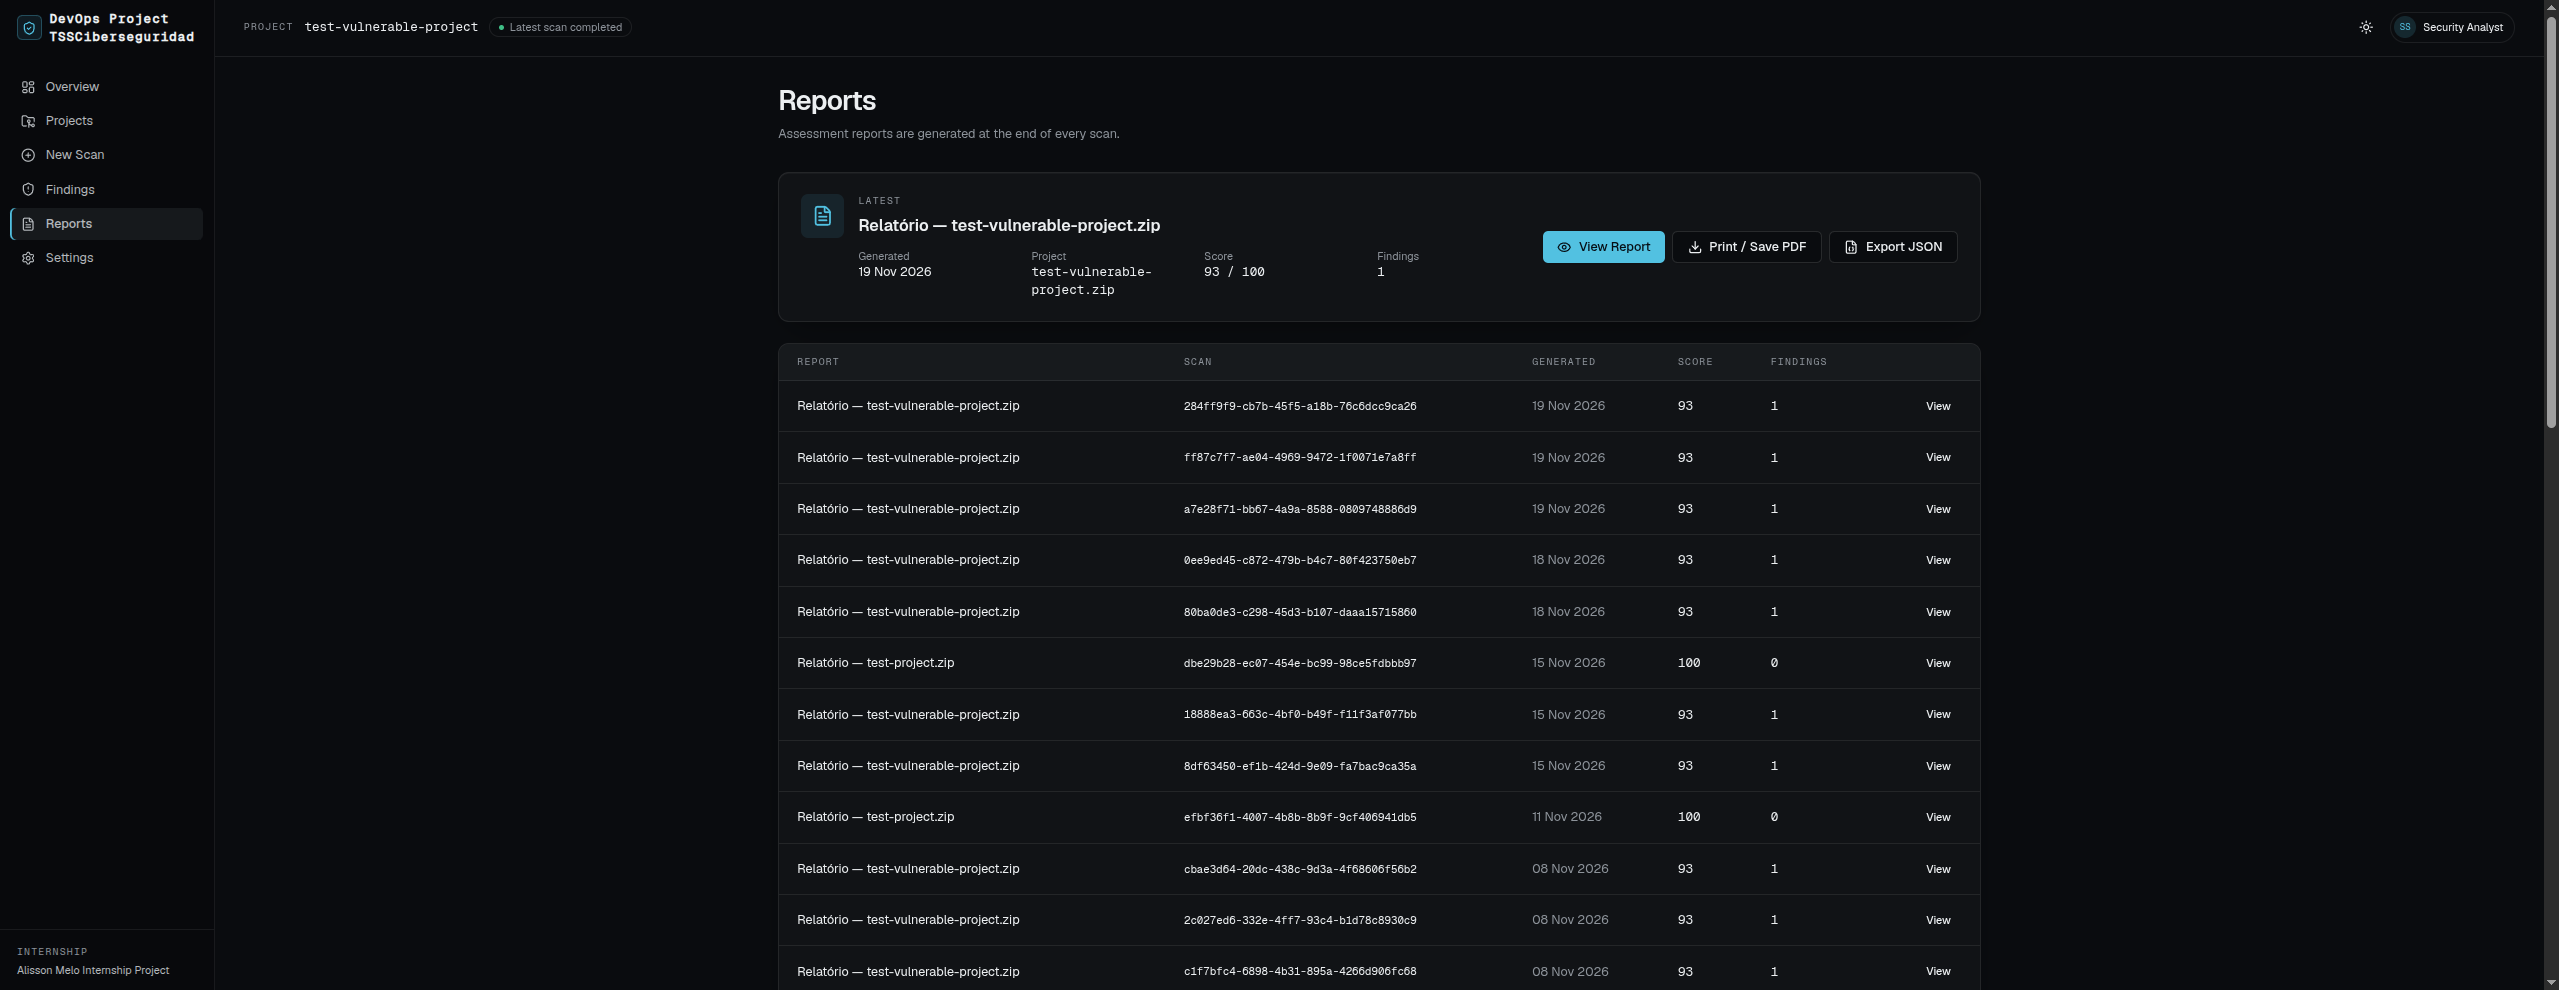 DevOps Project
TSSCiberseguridad
PROJECT test-vulnerable-project Latest scan completed
SS Security Analyst
Overview
Projects
New Scan
Findings
Reports
Settings
INTERNSHIP
Alisson Melo Internship Project
Reports
Assessment reports are generated at the end of every scan.
LATEST
Relatório — test-vulnerable-project.zip
Generated Project Score Findings
19 Nov 2026 test-vulnerable- 93 / 100 1
project.zip
View Report Print / Save PDF Export JSON
REPORT SCAN GENERATED SCORE FINDINGS
Relatório — test-vulnerable-project.zip 284ff9f9-cb7b-45f5-a18b-76c6dcc9ca26 19 Nov 2026 93 1 View
Relatório — test-vulnerable-project.zip ff87c7f7-ae04-4969-9472-1f0071e7a8ff 19 Nov 2026 93 1 View
Relatório — test-vulnerable-project.zip a7e28f71-bb67-4a9a-8588-0809748886d9 19 Nov 2026 93 1 View
Relatório — test-vulnerable-project.zip 0ee9ed45-c872-479b-b4c7-80f423750eb7 18 Nov 2026 93 1 View
Relatório — test-vulnerable-project.zip 80ba0de3-c298-45d3-b107-daaa15715860 18 Nov 2026 93 1 View
Relatório — test-project.zip dbe29b28-ec07-454e-bc99-98ce5fdbbb97 15 Nov 2026 100 0 View
Relatório — test-vulnerable-project.zip 18888ea3-663c-4bf0-b49f-f11f3af077bb 15 Nov 2026 93 1 View
Relatório — test-vulnerable-project.zip 8df63450-ef1b-424d-9e09-fa7bac9ca35a 15 Nov 2026 93 1 View
Relatório — test-project.zip efbf36f1-4007-4b8b-8b9f-9cf406941db5 11 Nov 2026 100 0 View
Relatório — test-vulnerable-project.zip cbae3d64-20dc-438c-9d3a-4f68606f56b2 08 Nov 2026 93 1 View
Relatório — test-vulnerable-project.zip 2c027ed6-332e-4ff7-93c4-b1d78c8930c9 08 Nov 2026 93 1 View
Relatório — test-vulnerable-project.zip c1f7bfc4-6898-4b31-895a-4266d906fc68 08 Nov 2026 93 1 View